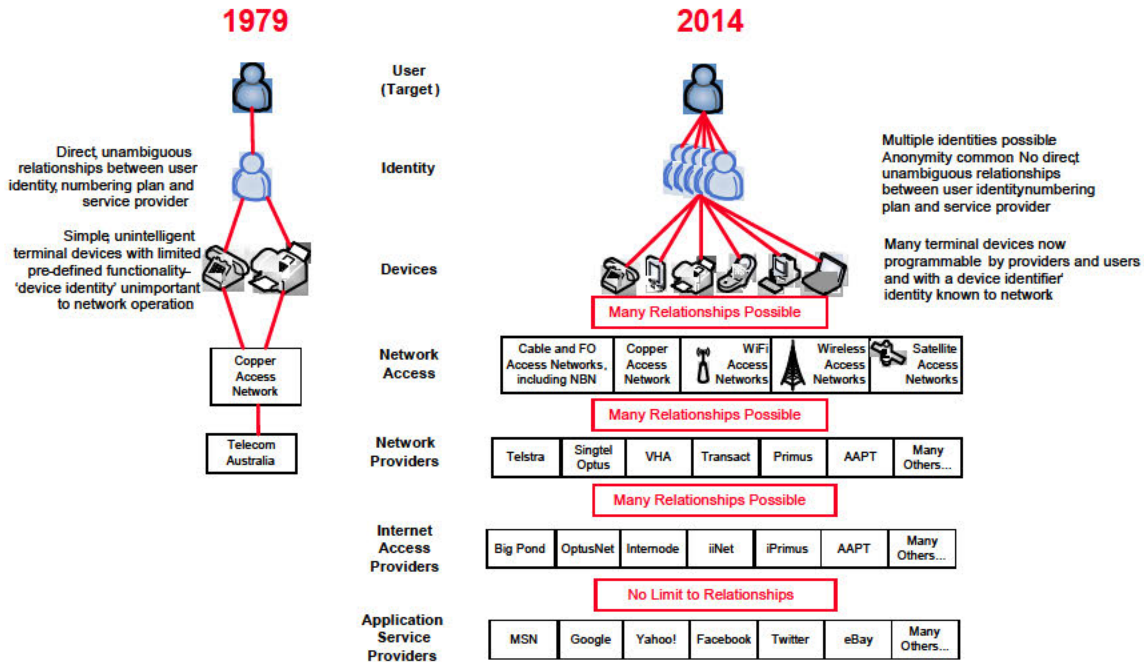 1979
2014
User
(Target)
Identity
Direct, unambiguous
relationships between user
identity, numbering plan and
service provider
Multiple identities possible
Anonymity common No direct,
unambiguous relationships
between user identity numbering
plan and service provider
Devices
Simple, unintelligent
terminal devices with limited
pre-defined functionality–
'device identity' unimportant
to network operation
Many terminal devices now
programmable by providers and users
and with a device identifier'
identity known to network
Many Relationships Possible
Network
Access
Copper
Access
Network
Cable and FO
Access Networks,
including NBN
Copper
Access
Network
WiFi
Access
Networks
Wireless
Access
Networks
Satellite
Access
Networks
Many Relationships Possible
Network
Providers
Telecom
Australia
Telstra
Singtel
Optus
VHA
Transact
Primus
AAPT
Many
Others...
Many Relationships Possible
Internet
Access
Providers
Big Pond
OptusNet
Internode
iiNet
iPrimus
AAPT
Many
Others...
No Limit to Relationships
Application
Service
Providers
MSN
Google
Yahoo!
Facebook
Twitter
eBay
Many
Others...